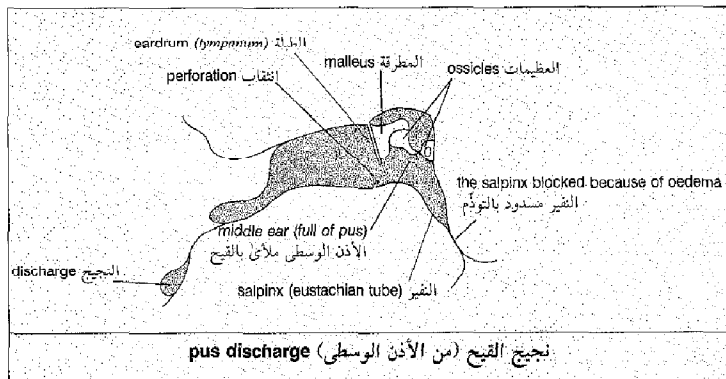 eardrum (tympanum) الطبلة
malleus المطرقة
ossicles العظيمات
perforation انثقاب
the salpinx blocked because of oedema
النفير مسدود بالتوذّم
middle ear (full of pus)
الأذن الوسطى ملأى بالقيح
discharge النجيج
salpinx (eustachian tube) النفير
pus discharge نجيج القيح (من الأذن الوسطى)